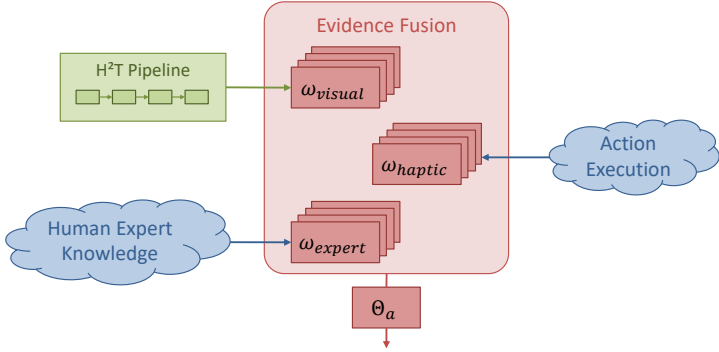 Evidence Fusion
H²T Pipeline
ω_visual
Action
Execution
ω_haptic
Human Expert
Knowledge
ω_expert
Θ_a